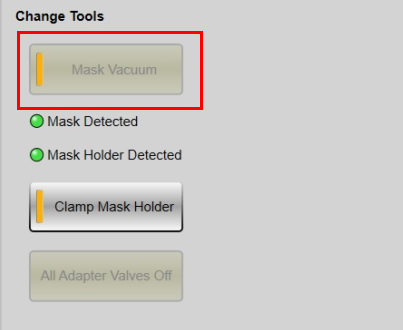 Change Tools
Mask Vacuum
Mask Detected
Mask Holder Detected
Clamp Mask Holder
All Adapter Valves Off